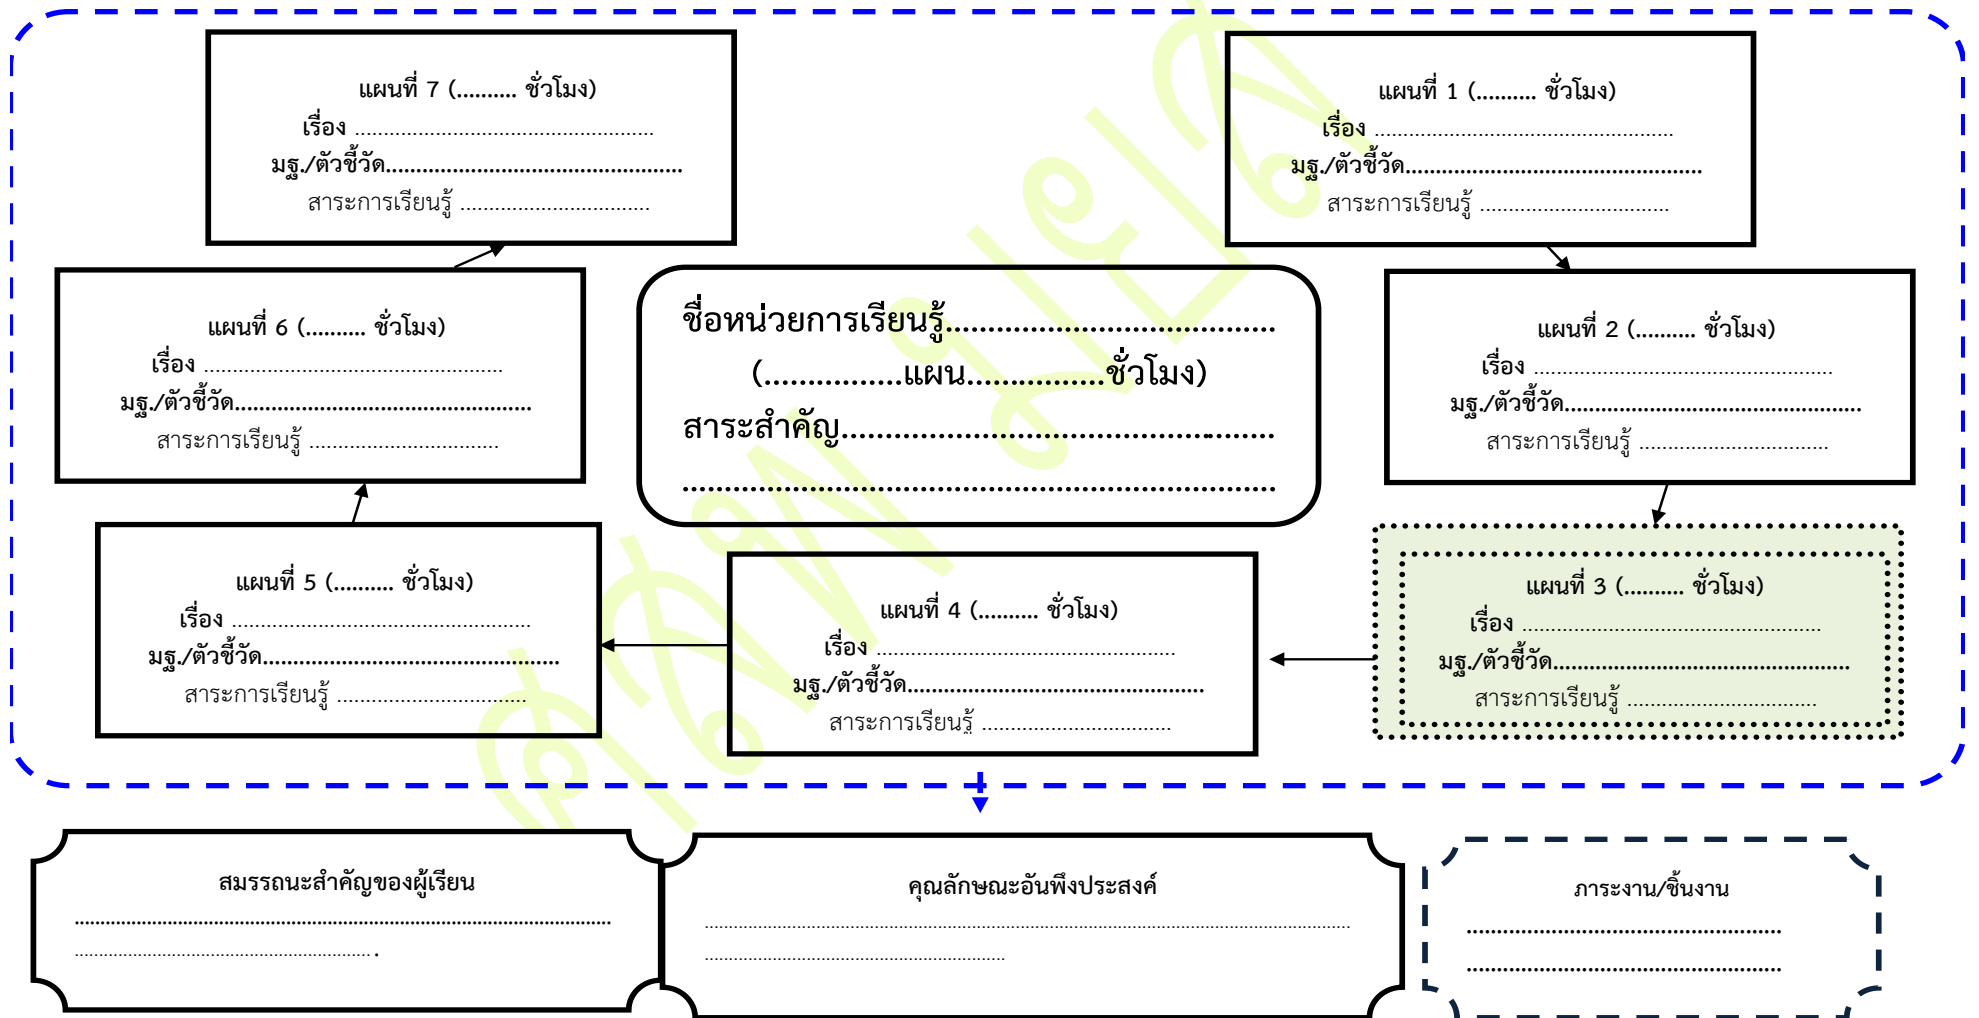 แผนที่ 7 (.......... ชั่วโมง)
เรื่อง ....................................................
มฐ./ตัวชี้วัด..................................................
สาระการเรียนรู้ .................................
แผนที่ 1 (.......... ชั่วโมง)
เรื่อง ....................................................
มฐ./ตัวชี้วัด..................................................
สาระการเรียนรู้ .................................
แผนที่ 6 (.......... ชั่วโมง)
เรื่อง ....................................................
มฐ./ตัวชี้วัด..................................................
สาระการเรียนรู้ .................................
ชื่อหน่วยการเรียนรู้....................................
(................แผน................ชั่วโมง)
สาระสำคัญ................................................
..................................................................
แผนที่ 2 (.......... ชั่วโมง)
เรื่อง ....................................................
มฐ./ตัวชี้วัด..................................................
สาระการเรียนรู้ .................................
แผนที่ 5 (.......... ชั่วโมง)
เรื่อง ....................................................
มฐ./ตัวชี้วัด..................................................
สาระการเรียนรู้ .................................
แผนที่ 4 (.......... ชั่วโมง)
เรื่อง ....................................................
มฐ./ตัวชี้วัด..................................................
สาระการเรียนรู้ .................................
แผนที่ 3 (.......... ชั่วโมง)
เรื่อง ....................................................
มฐ./ตัวชี้วัด..................................................
สาระการเรียนรู้ .................................
สมรรถนะสำคัญของผู้เรียน
..........................................................................................
............................................................. .
คุณลักษณะอันพึงประสงค์
..............................................................................................................
....................................................
ภาระงาน/ชิ้นงาน
.....................................................
.....................................................